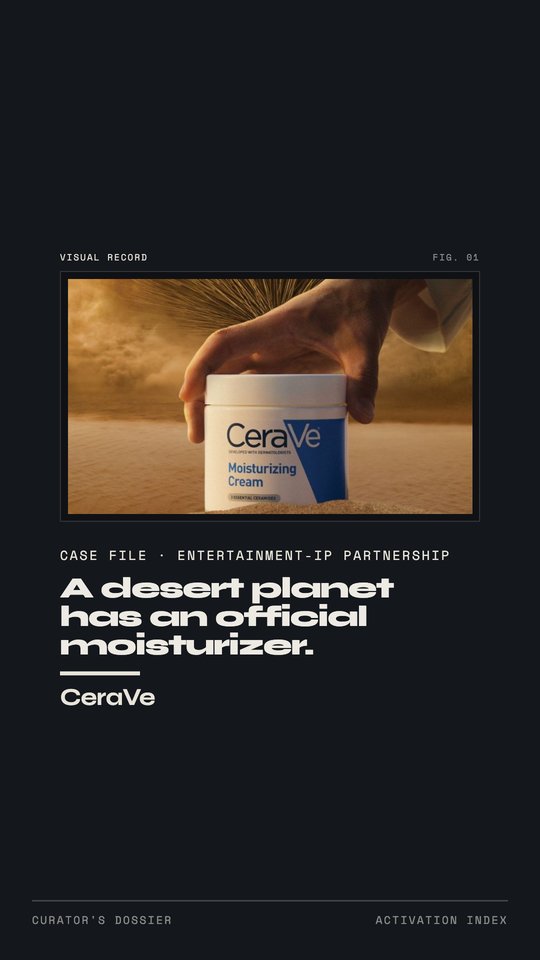 VISUAL RECORD
FIG. 01
CeraVe
DEVELOPED WITH DERMATOLOGISTS
Moisturizing
Cream
3 ESSENTIAL CERAMIDES
CASE FILE · ENTERTAINMENT-IP PARTNERSHIP
A desert planet
has an official
moisturizer.
CeraVe
CURATOR'S DOSSIER
ACTIVATION INDEX